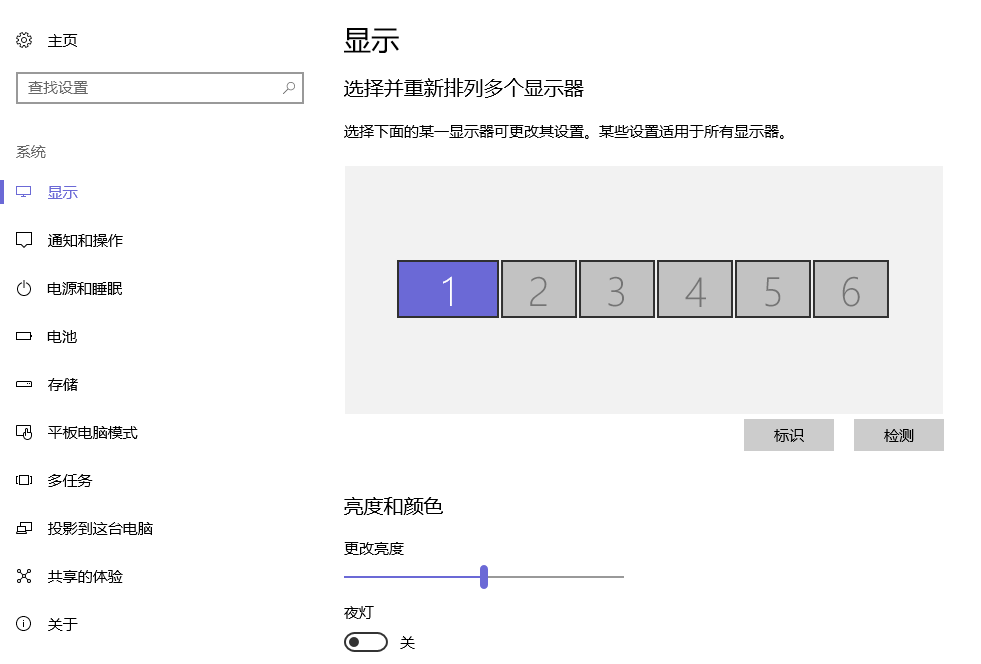 主页
查找设置
系统
显示
通知和操作
电源和睡眠
电池
存储
平板电脑模式
多任务
投影到这台电脑
共享的体验
关于
显示
选择并重新排列多个显示器
选择下面的某一显示器可更改其设置。某些设置适用于所有显示器。
1 2 3 4 5 6
标识 检测
亮度和颜色
更改亮度
夜灯
关